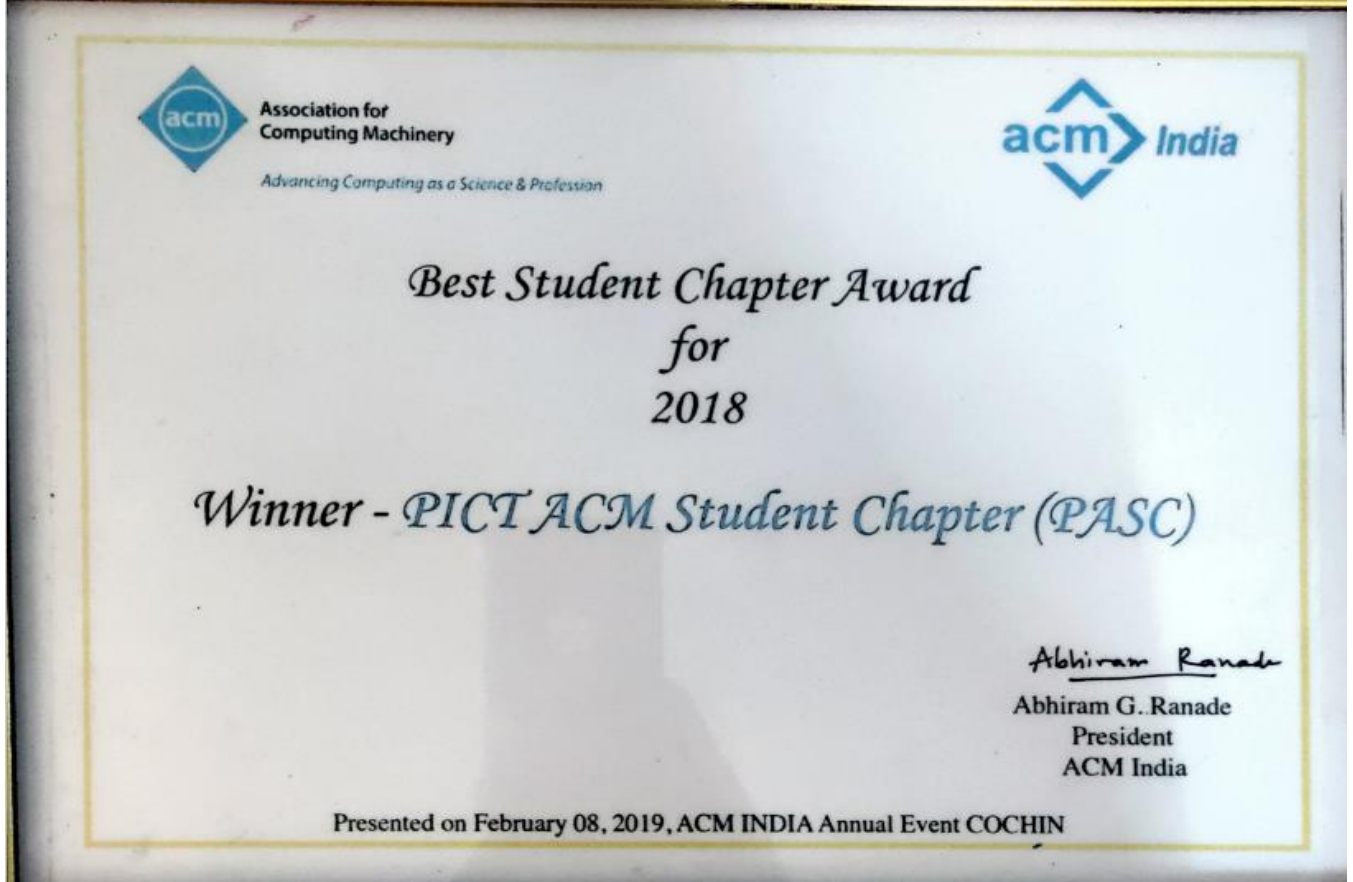 acm
Association for
Computing Machinery
Advancing Computing as a Science & Profession
acm India
Best Student Chapter Award
for
2018
Winner - PICT ACM Student Chapter (PASC)
Abhiram Ranade
Abhiram G. Ranade
President
ACM India
Presented on February 08, 2019, ACM INDIA Annual Event COCHIN